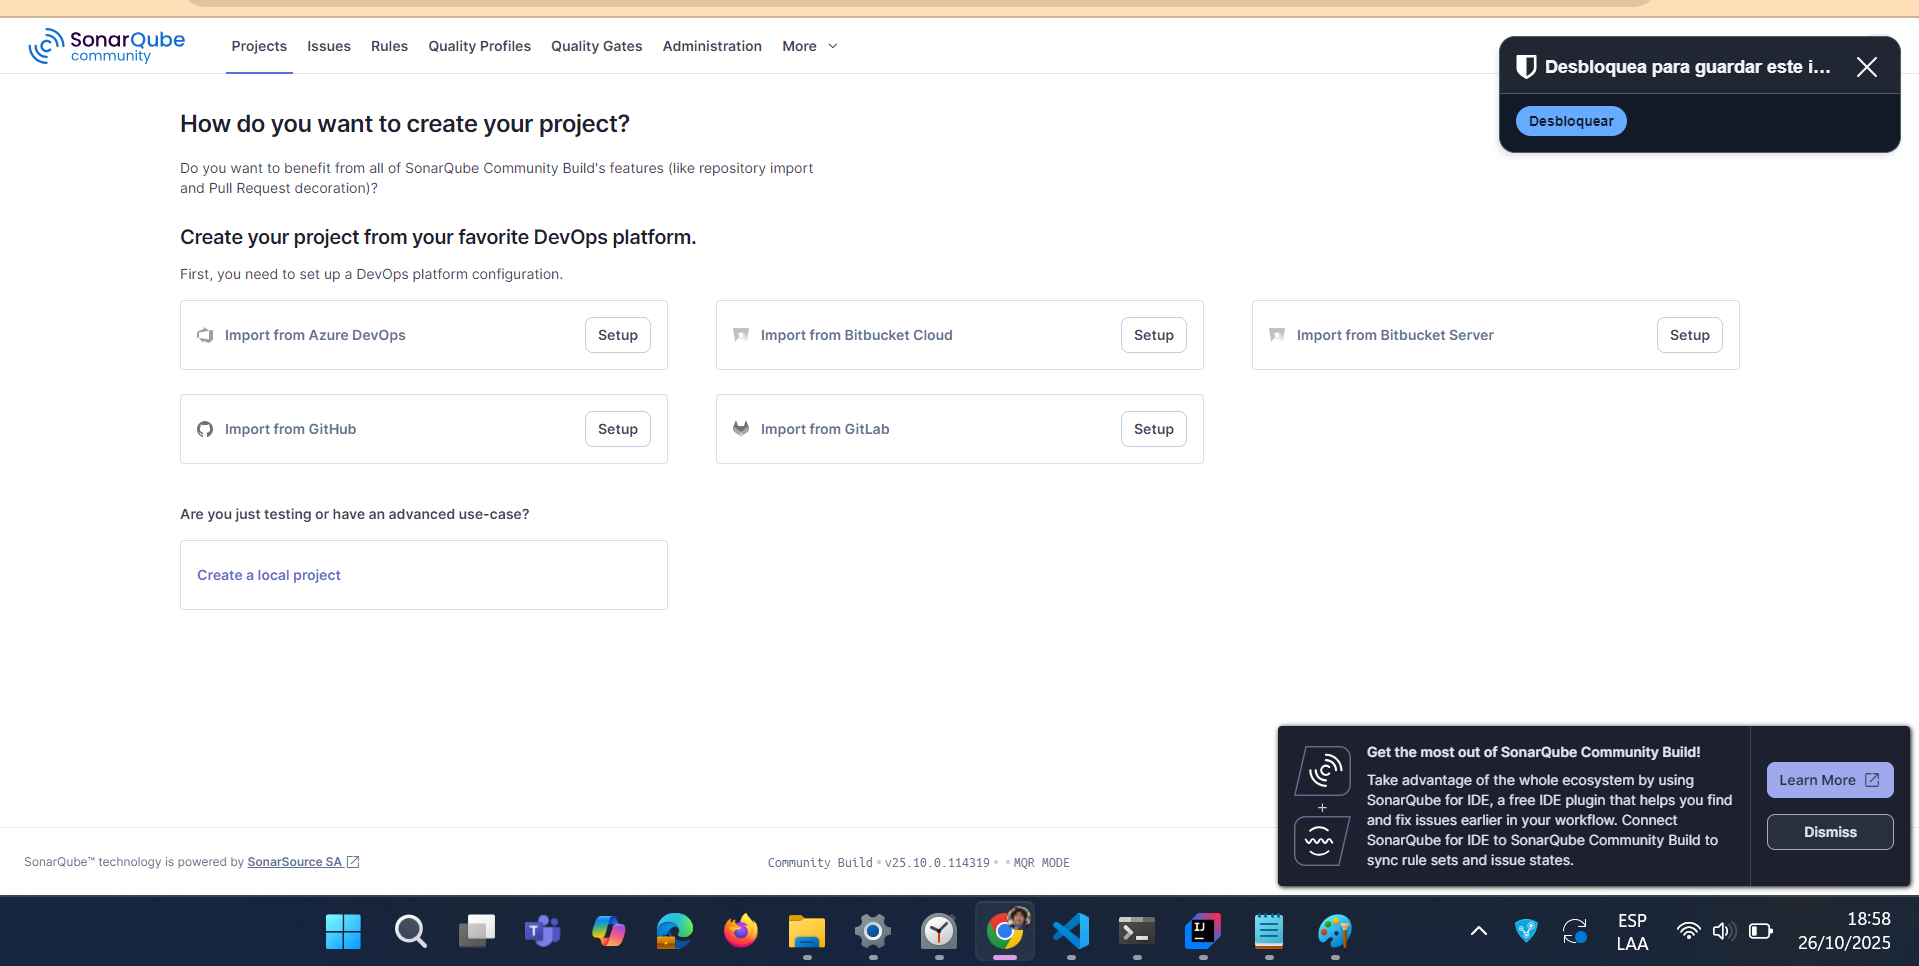 SonarQube
community
Projects
Issues
Rules
Quality Profiles
Quality Gates
Administration
More
Desbloquea para guardar este i...
Desbloquear
How do you want to create your project?
Do you want to benefit from all of SonarQube Community Build's features (like repository import
and Pull Request decoration)?
Create your project from your favorite DevOps platform.
First, you need to set up a DevOps platform configuration.
Import from Azure DevOps
Setup
Import from Bitbucket Cloud
Setup
Import from Bitbucket Server
Setup
Import from GitHub
Setup
Import from GitLab
Setup
Are you just testing or have an advanced use-case?
Create a local project
Get the most out of SonarQube Community Build!
Take advantage of the whole ecosystem by using
SonarQube for IDE, a free IDE plugin that helps you find
and fix issues earlier in your workflow. Connect
SonarQube for IDE to SonarQube Community Build to
sync rule sets and issue states.
Learn More
Dismiss
SonarQube™ technology is powered by SonarSource SA
Community Build • v25.10.0.114319 • • MQR MODE
ESP
LAA
18:58
26/10/2025